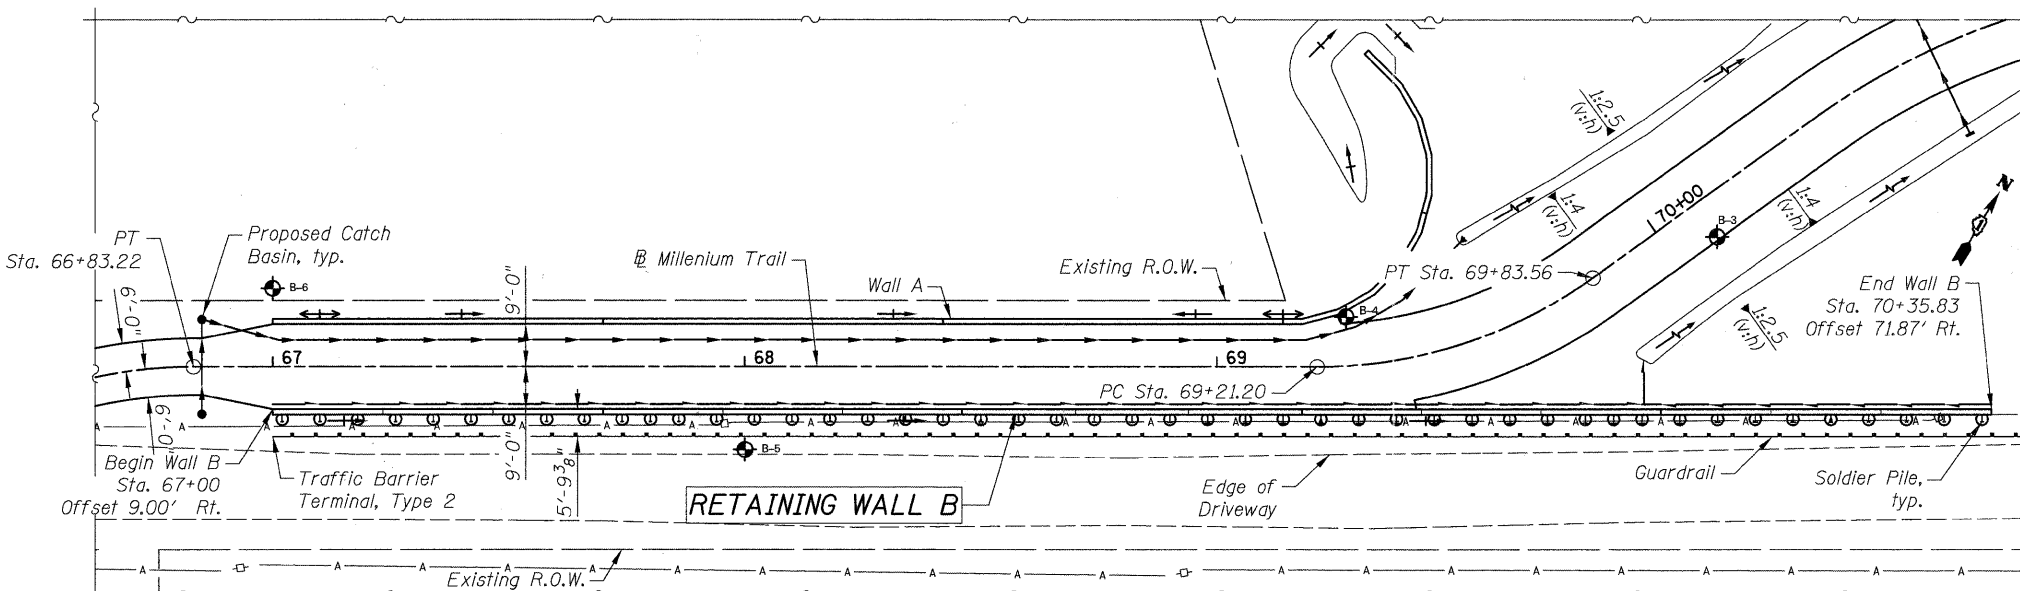 1:2.5
(v:h)
1:4
(v:h)
70+00
B-3
1:4
(v:h)
N
PT
Sta. 66+83.22
Proposed Catch
Basin, typ.
B-6
9'-0"
℄ Millenium Trail
Wall A
Existing R.O.W.
PT Sta. 69+83.56
End Wall B
Sta. 70+35.83
Offset 71.87' Rt.
1:2.5
(v:h)
B-4
9'-0"
67
68
69
PC Sta. 69+21.20
9'-0"
Begin Wall B
Sta. 67+00
Offset 9.00' Rt.
Traffic Barrier
Terminal, Type 2
9'-0"
5'-9⅜"
B-5
RETAINING WALL B
Edge of
Driveway
Guardrail
Soldier Pile,
typ.
A A A A A A A A A A A A A A A A A A A A A
Existing R.O.W.
A A A A A A A A A A A A A A A A A A A A A